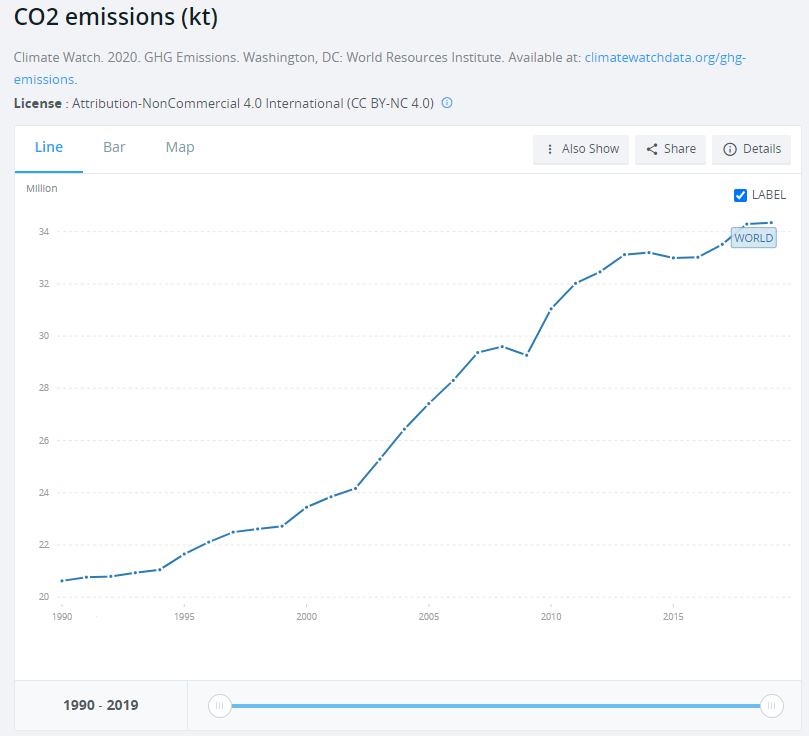 CO2 emissions (kt)
Climate Watch. 2020. GHG Emissions. Washington, DC: World Resources Institute. Available at: climatewatchdata.org/ghg-
emissions.
License : Attribution-NonCommercial 4.0 International (CC BY-NC 4.0)
Line Bar Map Also Show Share Details
Million
LABEL
34
WORLD
32
30
28
26
24
22
20
1990 1995 2000 2005 2010 2015
1990 - 2019